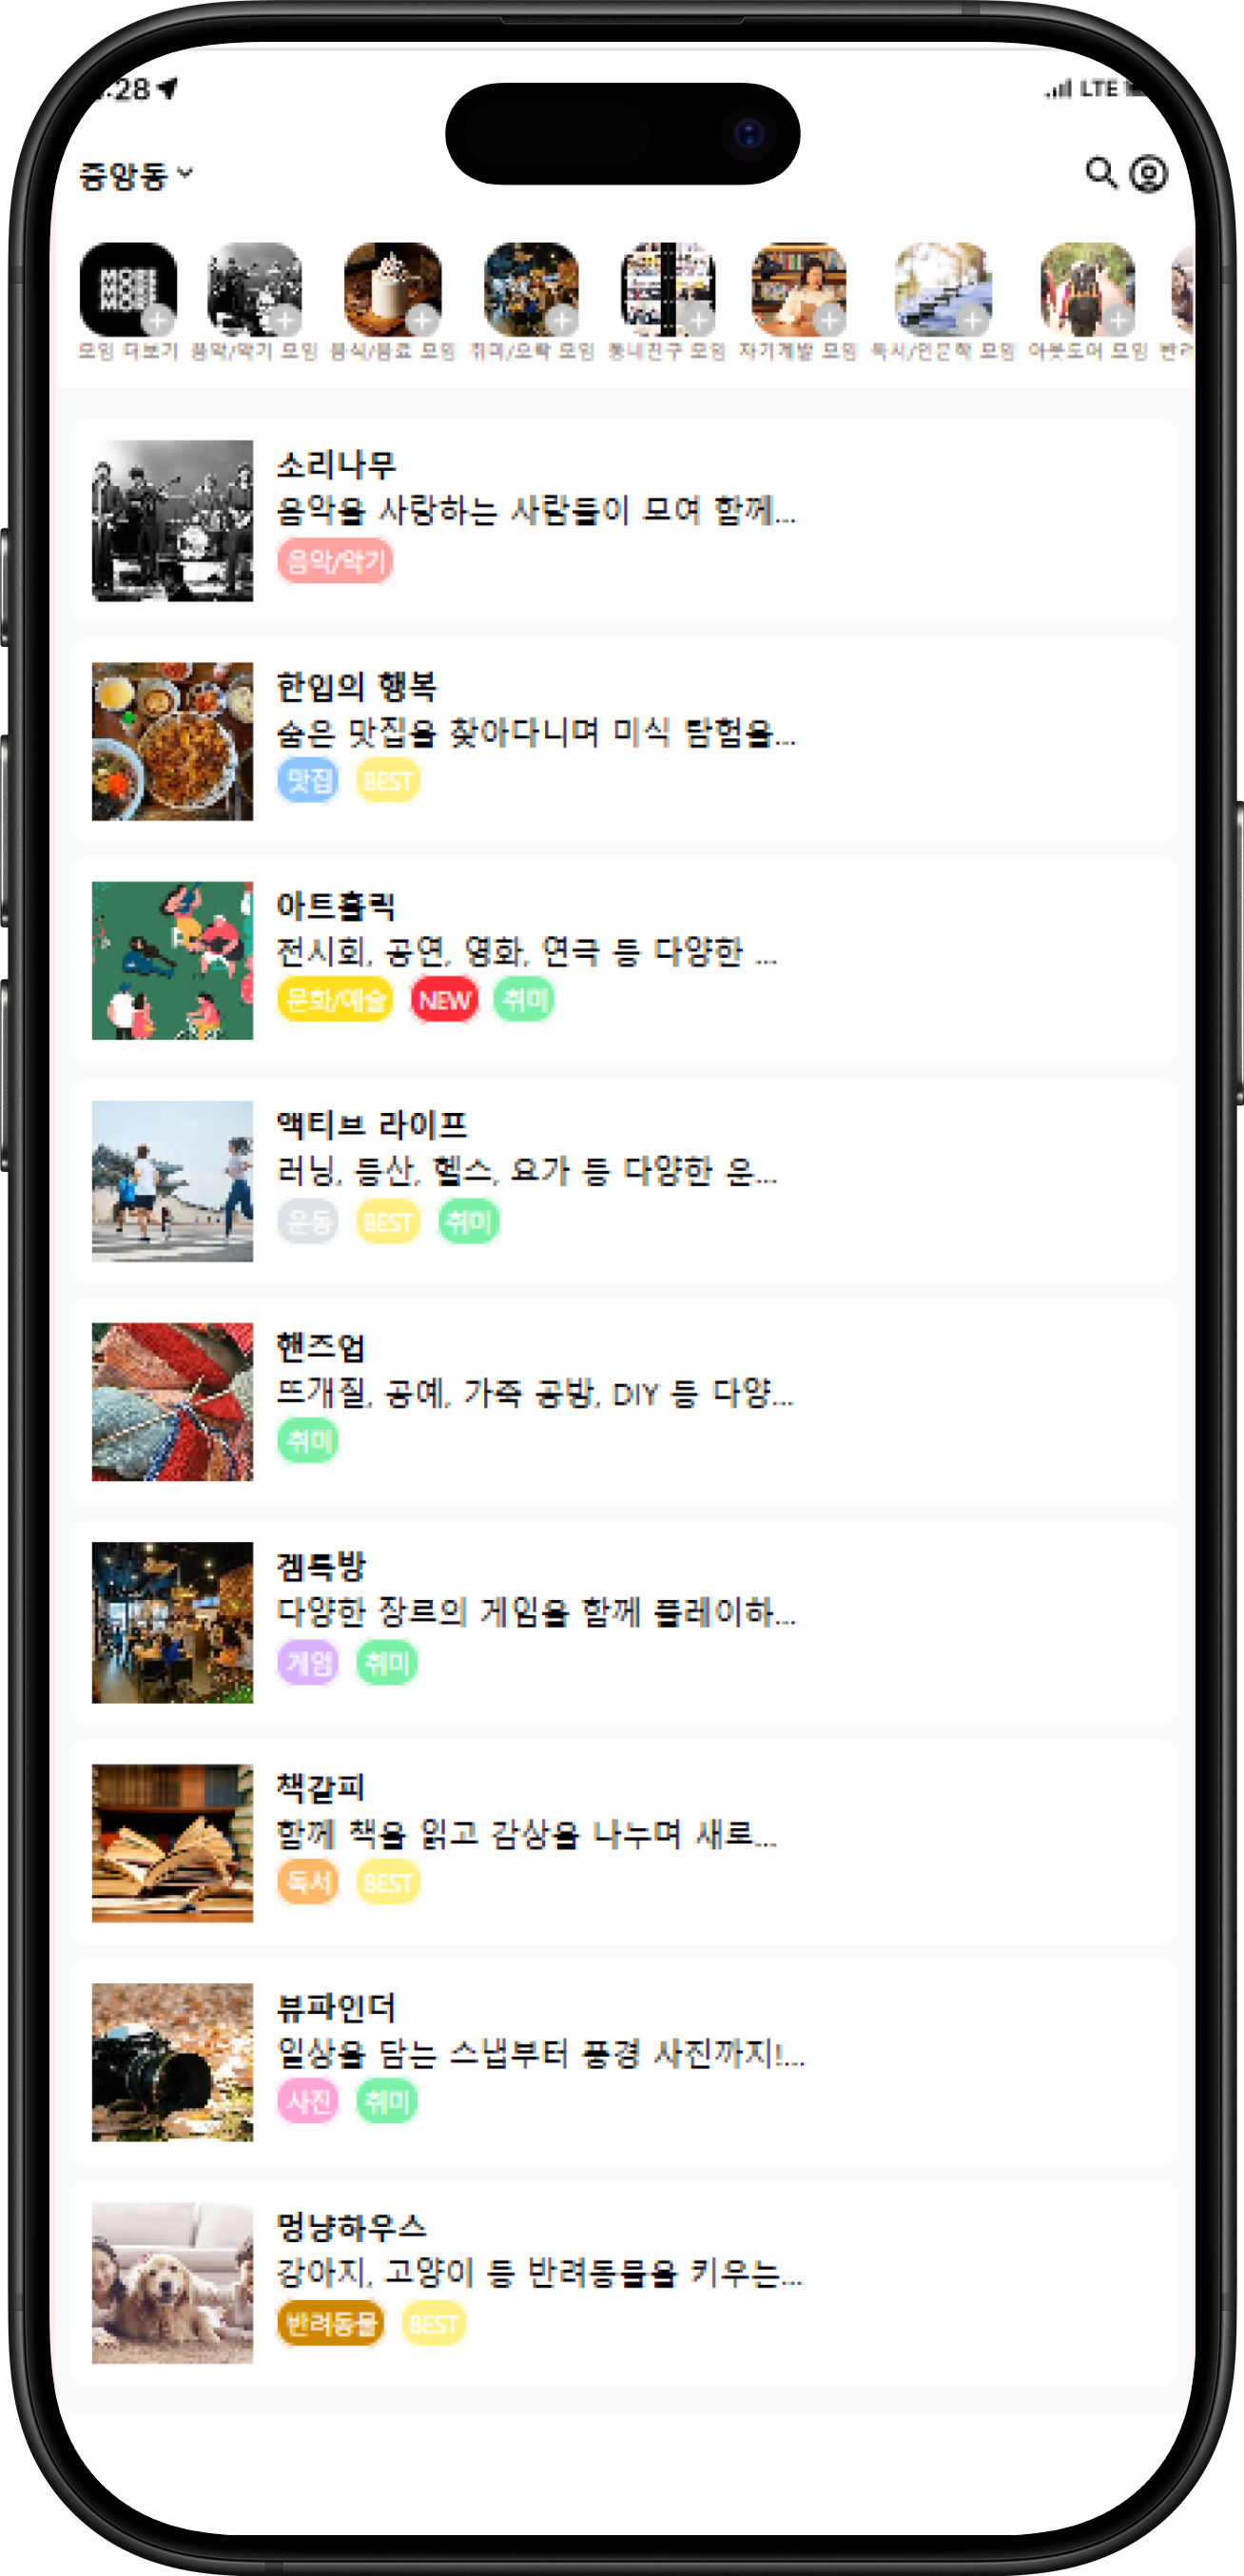 :28
LTE
중앙동
MORE
MORE
MORE
모임 더보기 음악/악기 모임 음식/음료 모임 취미/오락 모임 동네친구 모임 자기계발 모임 독서/인문학 모임 아웃도어 모임 반려
소리나무
음악을 사랑하는 사람들이 모여 함께...
음악/악기
한입의 행복
숨은 맛집을 찾아다니며 미식 탐험을...
맛집 BEST
아트홀릭
전시회, 공연, 영화, 연극 등 다양한 ...
문화/예술 NEW 취미
액티브 라이프
러닝, 등산, 헬스, 요가 등 다양한 운...
운동 BEST 취미
핸즈업
뜨개질, 공예, 가죽 공방, DIY 등 다양...
취미
겜톡방
다양한 장르의 게임을 함께 플레이하...
게임 취미
책갈피
함께 책을 읽고 감상을 나누며 새로...
독서 BEST
뷰파인더
일상을 담는 스냅부터 풍경 사진까지!...
사진 취미
멍냥하우스
강아지, 고양이 등 반려동물을 키우는...
반려동물 BEST